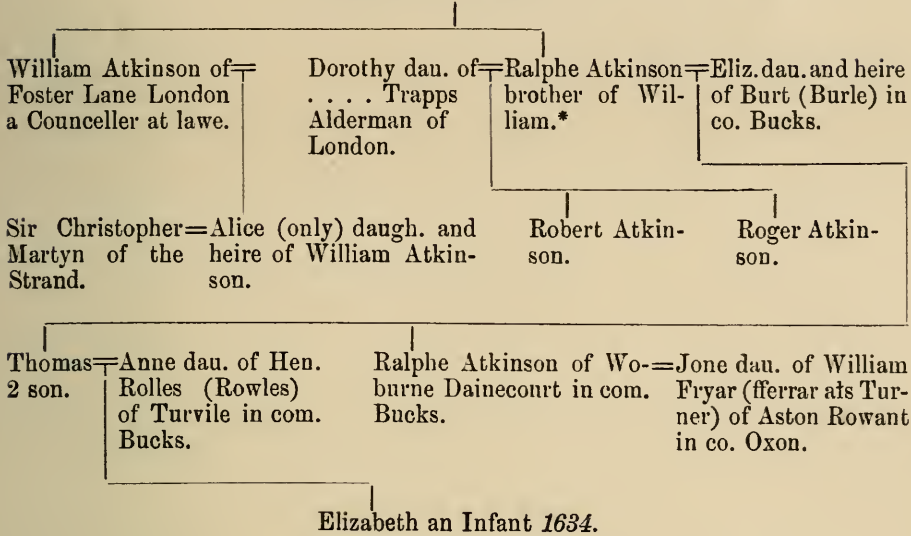 William Atkinson of
Foster Lane London
a Counceller at lawe.
Dorothy dau. of
. . . . Trapps
Alderman of
London.
Ralphe Atkinson
brother of Wil-
liam.*
Eliz. dau. and heire
of Burt (Burle) in
co. Bucks.
Sir Christopher=
Martyn of the
Strand.
Alice (only) daugh. and
heire of William Atkin-
son.
Robert Atkin-
son.
Roger Atkin-
son.
Thomas
2 son.
Anne dau. of Hen.
Rolles (Rowles)
of Turvile in com.
Bucks.
Ralphe Atkinson of Wo-=
burne Dainecourt in com.
Bucks.
Jone dau. of William
Fryar (fferrar ats Tur-
ner) of Aston Rowant
in co. Oxon.
Elizabeth an Infant 1634.